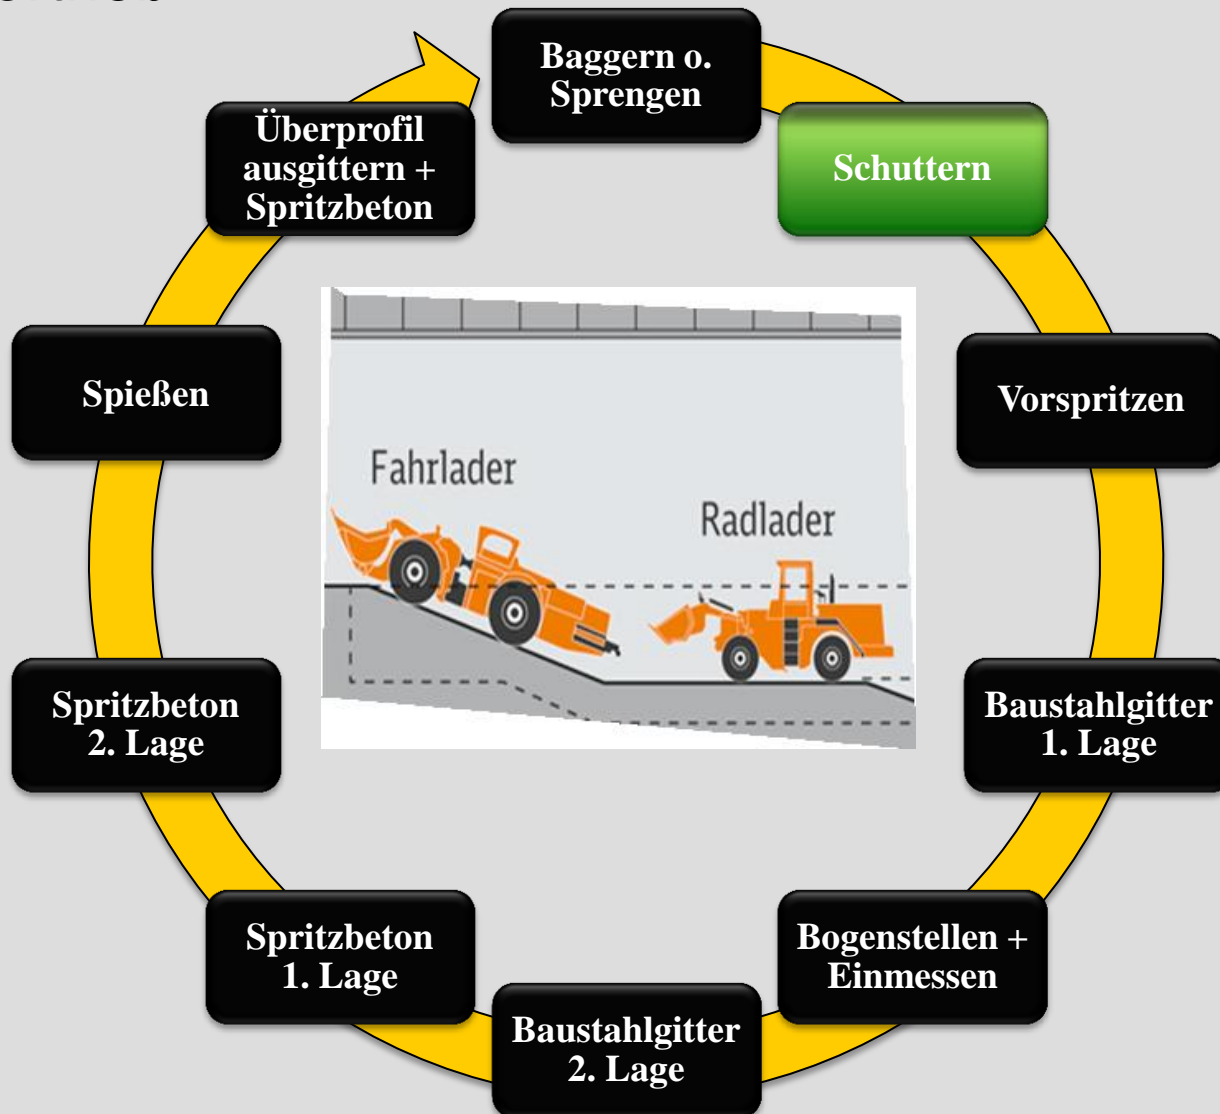 Baggern o.
Sprengen
Schuttern
Vorspritzen
Baustahlgitter
1. Lage
Bogenstellen +
Einmessen
Baustahlgitter
2. Lage
Spritzbeton
1. Lage
Spritzbeton
2. Lage
Spießen
Überprofil
ausgittern +
Spritzbeton
Fahrlader
Radlader